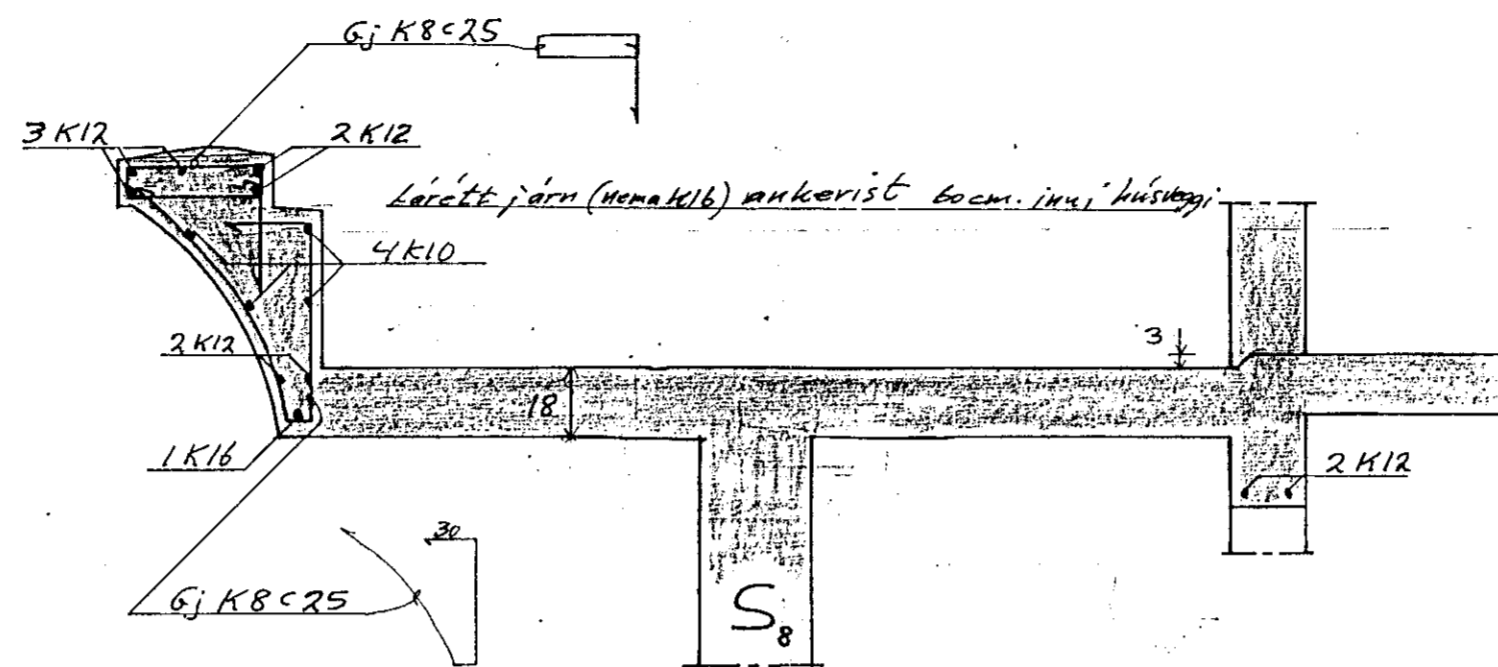 Gj K8 c 25
3 K12
2 K12
Lárétt járn (nema K16) ankerist 60cm. inn í húsveggi
4 K10
2 K12
3
18
1 K16
2 K12
30
Gj K8 c 25
S8